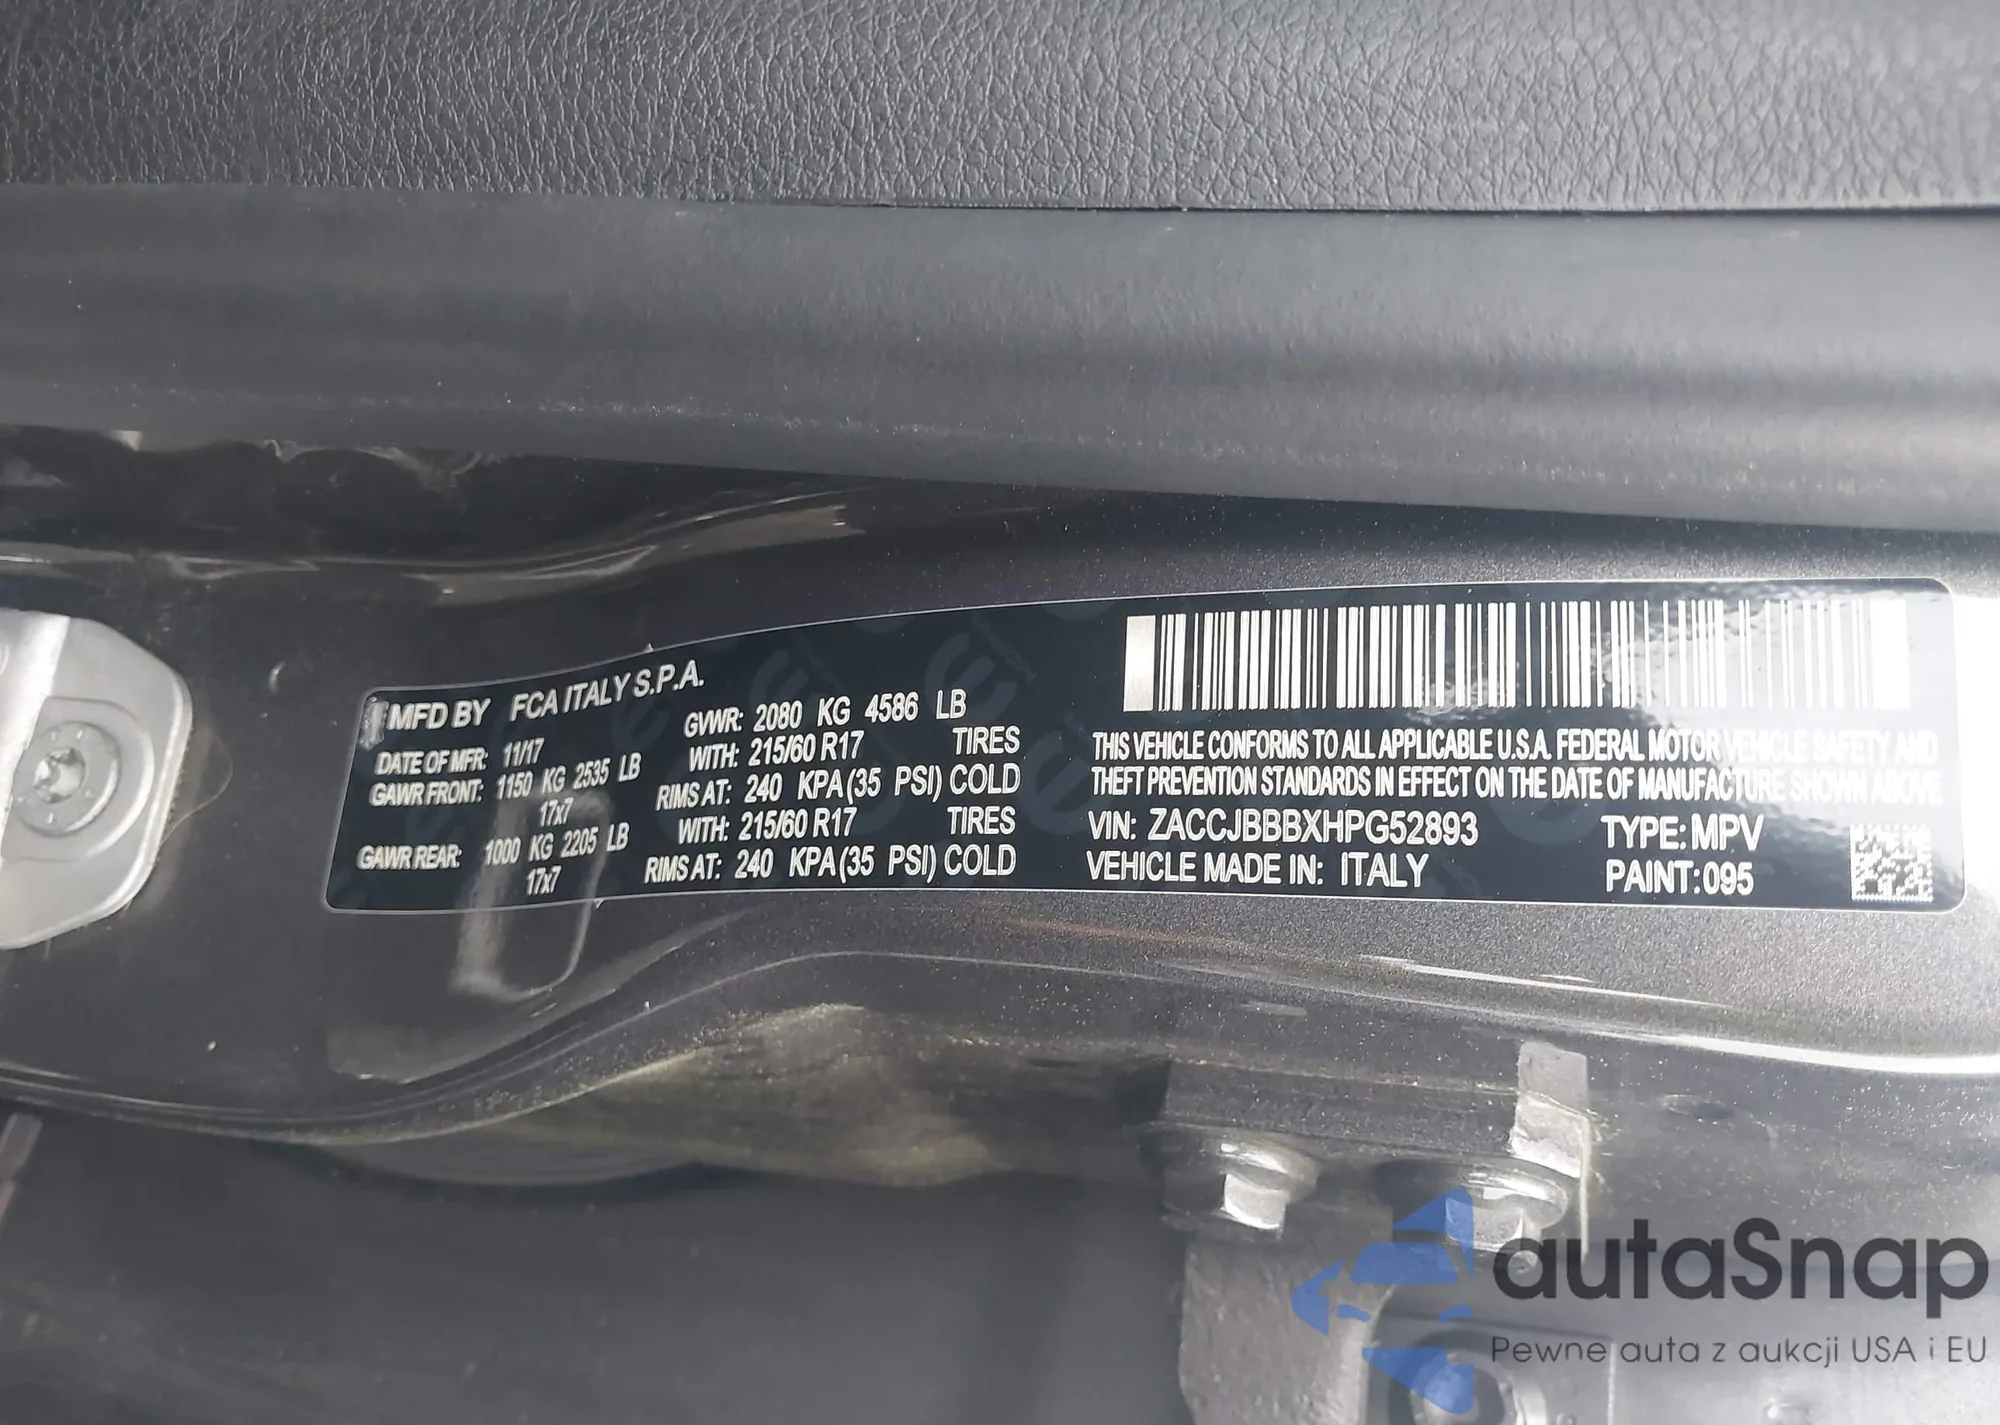 MFD BY FCA ITALY S.P.A.
DATE OF MFR: 11/17 GVWR: 2080 KG 4586 LB
GAWR FRONT: 1150 KG 2535 LB WITH: 215/60 R17 TIRES
17x7 RIMS AT: 240 KPA(35 PSI) COLD
GAWR REAR: 1000 KG 2205 LB WITH: 215/60 R17 TIRES
17x7 RIMS AT: 240 KPA(35 PSI) COLD
THIS VEHICLE CONFORMS TO ALL APPLICABLE U.S.A. FEDERAL MOTOR VEHICLE SAFETY AND
THEFT PREVENTION STANDARDS IN EFFECT ON THE DATE OF MANUFACTURE SHOWN ABOVE
VIN: ZACCJBBBXHPG52893 TYPE: MPV
VEHICLE MADE IN: ITALY PAINT: 095
autaSnap
Pewne auta z aukcji USA i EU